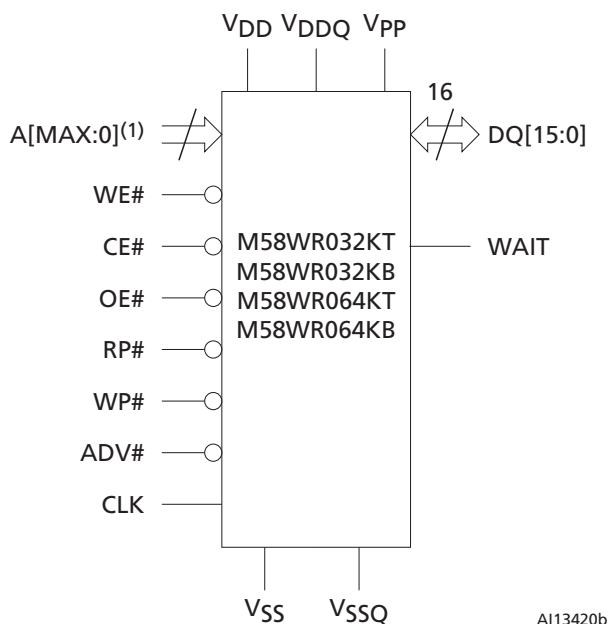 VDD VDDQ VPP
16
A[MAX:0](1)
DQ[15:0]
WE#
CE#
M58WR032KT
WAIT
M58WR032KB
OE#
M58WR064KT
M58WR064KB
RP#
WP#
ADV#
CLK
VSS VSSQ
AI13420b